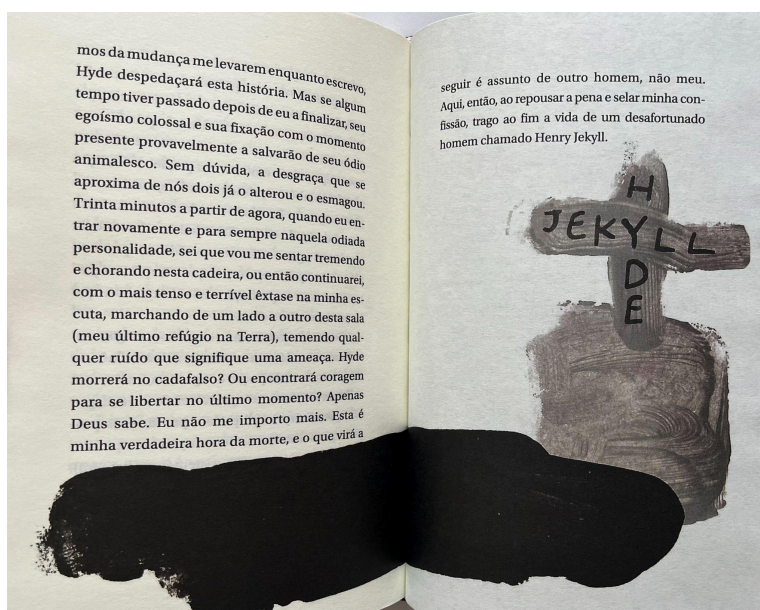 mos da mudança me levarem enquanto escrevo,
Hyde despedaçará esta história. Mas se algum
tempo tiver passado depois de eu a finalizar, seu
egoísmo colossal e sua fixação com o momento
presente provavelmente a salvarão de seu ódio
animalesco. Sem dúvida, a desgraça que se
aproxima de nós dois já o alterou e o esmagou.
Trinta minutos a partir de agora, quando eu en-
trar novamente e para sempre naquela odiada
personalidade, sei que vou me sentar tremendo
e chorando nesta cadeira, ou então continuarei,
com o mais tenso e terrível êxtase na minha es-
cuta, marchando de um lado a outro desta sala
(meu último refúgio na Terra), temendo qual-
quer ruído que signifique uma ameaça. Hyde
morrerá no cadafalso? Ou encontrará coragem
para se libertar no último momento? Apenas
Deus sabe. Eu não me importo mais. Esta é
minha verdadeira hora da morte, e o que virá a
seguir é assunto de outro homem, não meu.
Aqui, então, ao repousar a pena e selar minha con-
fissão, trago ao fim a vida de um desafortunado
homem chamado Henry Jekyll.
JEKYLL
HYDE